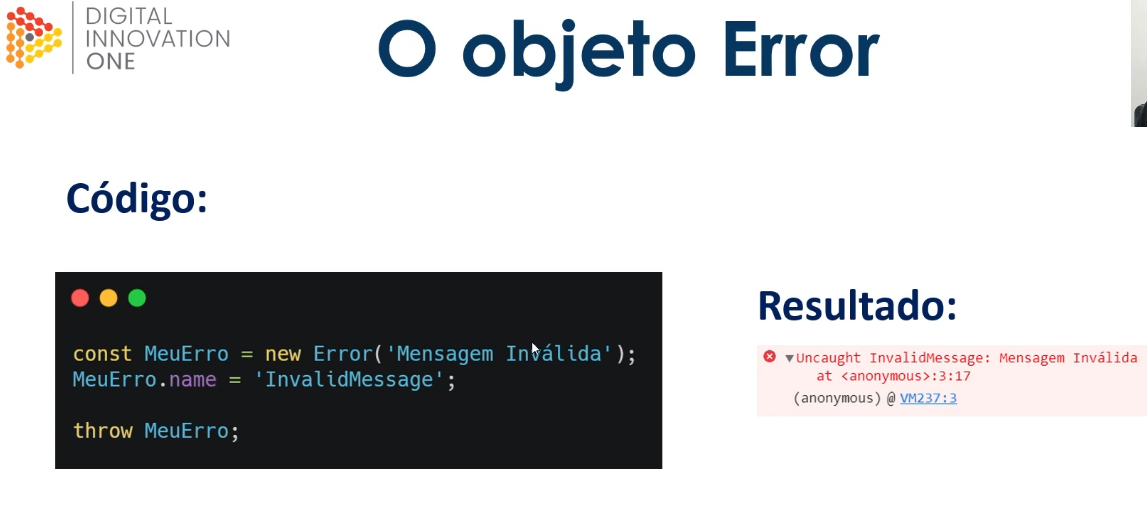 DIGITAL
INNOVATION
ONE
O objeto Error
Código:
const MeuErro = new Error('Mensagem Inválida');
MeuErro.name = 'InvalidMessage';
throw MeuErro;
Resultado:
Uncaught InvalidMessage: Mensagem Inválida
at <anonymous>:3:17
(anonymous) @ VM237:3